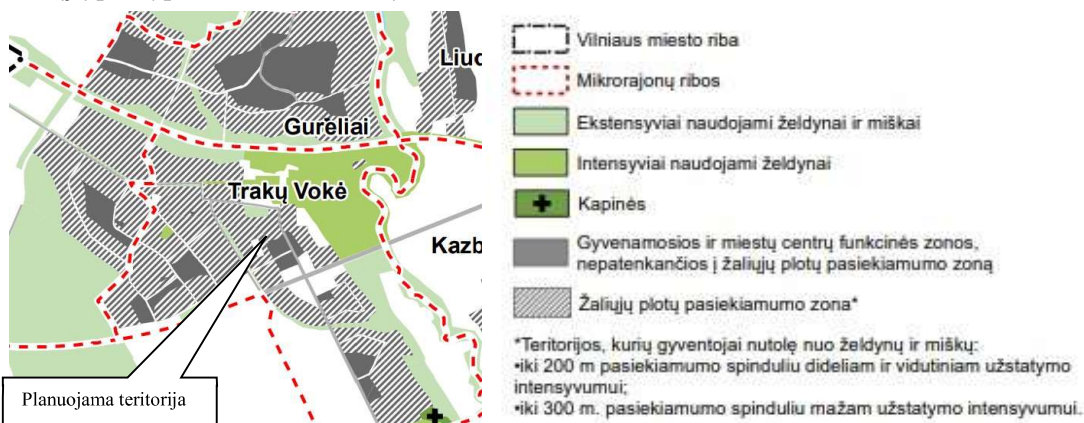 Liud
Gureliai
Trakų Vokė
Kazb
Planuojama teritorija
Vilniaus miesto riba
Mikrorajonų ribos
Ekstensyviai naudojami želdynai ir miškai
Intensyviai naudojami želdynai
Kapinės
Gyvenamosios ir miestų centrų funkcinės zonos,
nepatenkančios į žaliųjų plotų pasiekiamumo zoną
Žaliųjų plotų pasiekiamumo zona*
*Teritorijos, kurių gyventojai nutolę nuo želdynų ir miškų:
•iki 200 m pasiekiamumo spinduliu dideliam ir vidutiniam užstatymo
intensyvumui;
•iki 300 m. pasiekiamumo spinduliu mažam užstatymo intensyvumui.